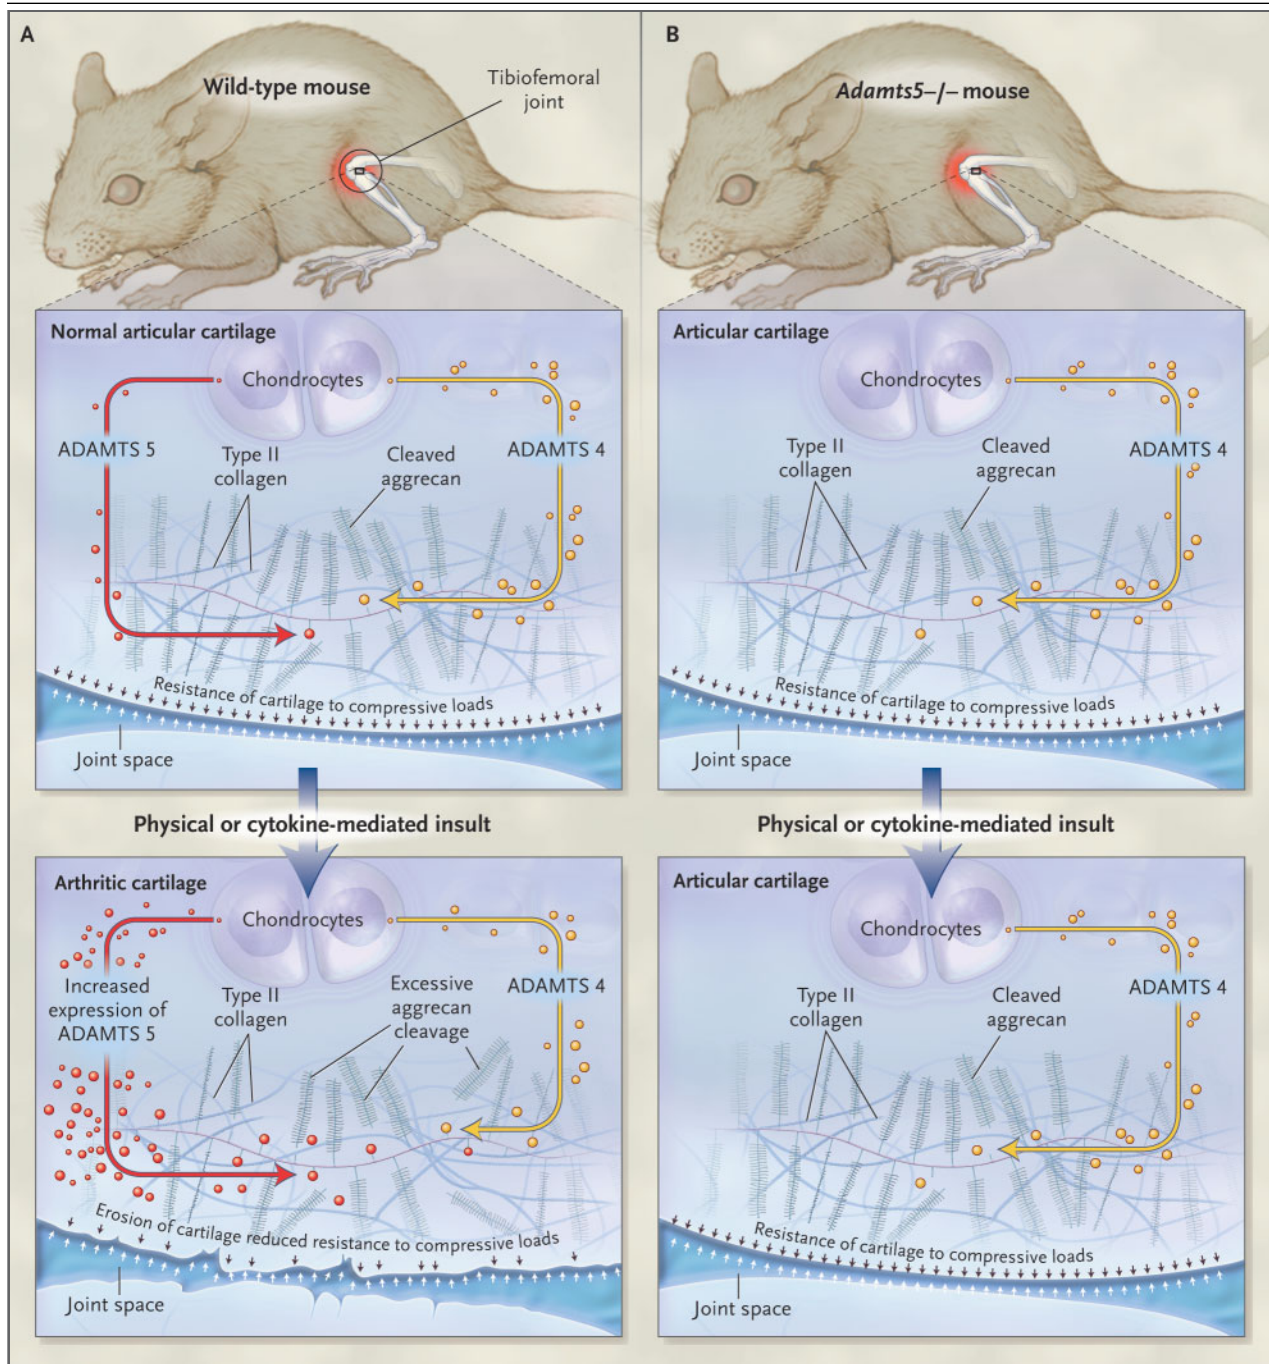 A
Wild-type mouse
Tibiofemoral
joint
Normal articular cartilage
Chondrocytes
ADAMTS 5
Type II
collagen
Cleaved
aggrecan
ADAMTS 4
Resistance of cartilage to compressive loads
Joint space
Physical or cytokine-mediated insult
Arthritic cartilage
Chondrocytes
Increased
expression of
ADAMTS 5
Type II
collagen
Excessive
aggrecan
cleavage
ADAMTS 4
Erosion of cartilage reduced resistance to compressive loads
Joint space
B
Adamts5–/– mouse
Articular cartilage
Chondrocytes
Type II
collagen
Cleaved
aggrecan
ADAMTS 4
Resistance of cartilage to compressive loads
Joint space
Physical or cytokine-mediated insult
Articular cartilage
Chondrocytes
Type II
collagen
Cleaved
aggrecan
ADAMTS 4
Resistance of cartilage to compressive loads
Joint space